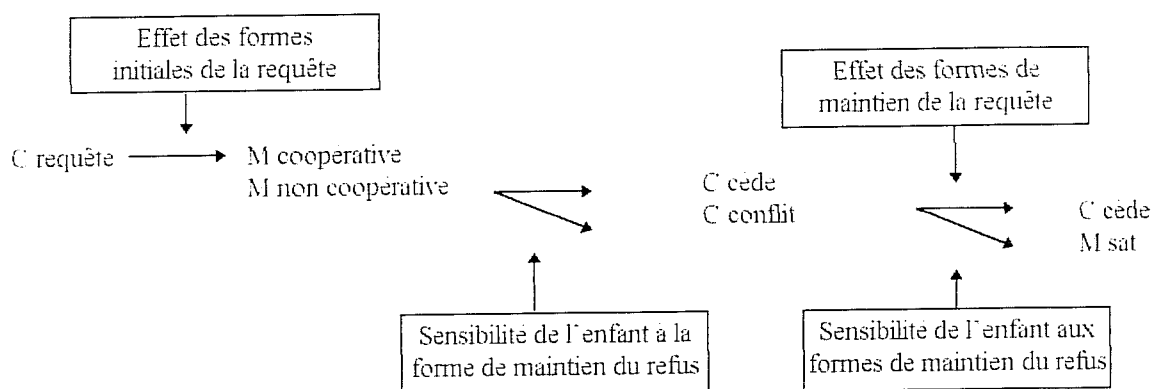 Effet des formes
initiales de la requête
Effet des formes de
maintien de la requête
C requête
M coopérative
M non coopérative
C cède
C conflit
C cède
M sat
Sensibilité de l'enfant à la
forme de maintien du refus
Sensibilité de l'enfant aux
formes de maintien du refus